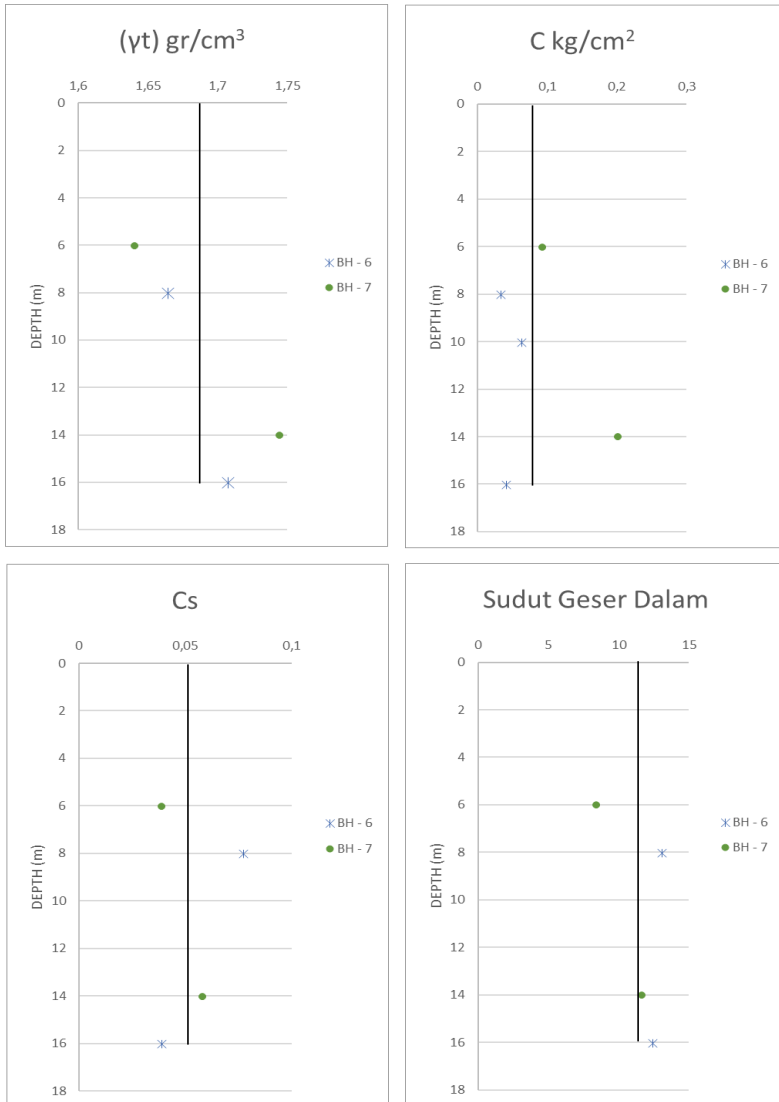 (γt) gr/cm³
1,6 1,65 1,7 1,75
0
2
4
6
8
10
12
14
16
18
DEPTH (m)
BH - 6
BH - 7
C kg/cm²
0 0,1 0,2 0,3
0
2
4
6
8
10
12
14
16
18
DEPTH (m)
BH - 6
BH - 7
Cs
0 0,05 0,1
0
2
4
6
8
10
12
14
16
18
DEPTH (m)
BH - 6
BH - 7
Sudut Geser Dalam
0 5 10 15
0
2
4
6
8
10
12
14
16
18
DEPTH (m)
BH - 6
BH - 7